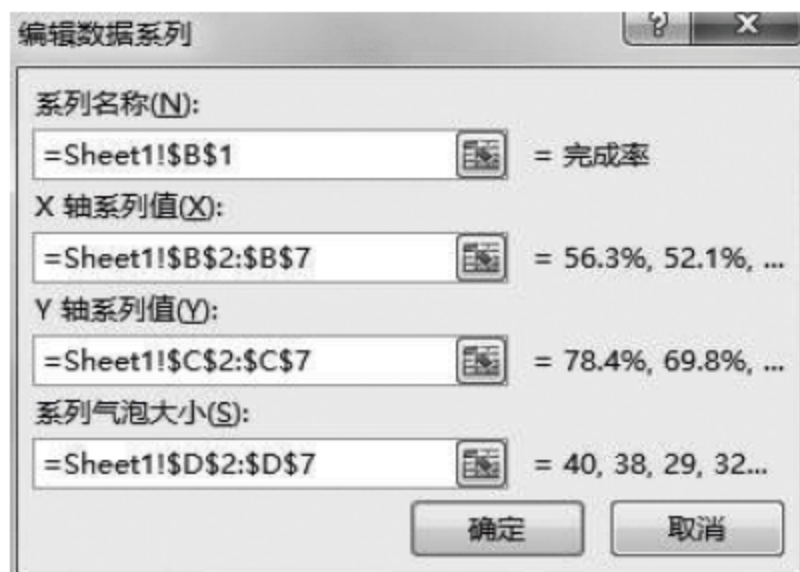 编辑数据系列
系列名称(N):
=Sheet1!$B$1 = 完成率
X 轴系列值(X):
=Sheet1!$B$2:$B$7 = 56.3%, 52.1%, ...
Y 轴系列值(Y):
=Sheet1!$C$2:$C$7 = 78.4%, 69.8%, ...
系列气泡大小(S):
=Sheet1!$D$2:$D$7 = 40, 38, 29, 32...
确定 取消